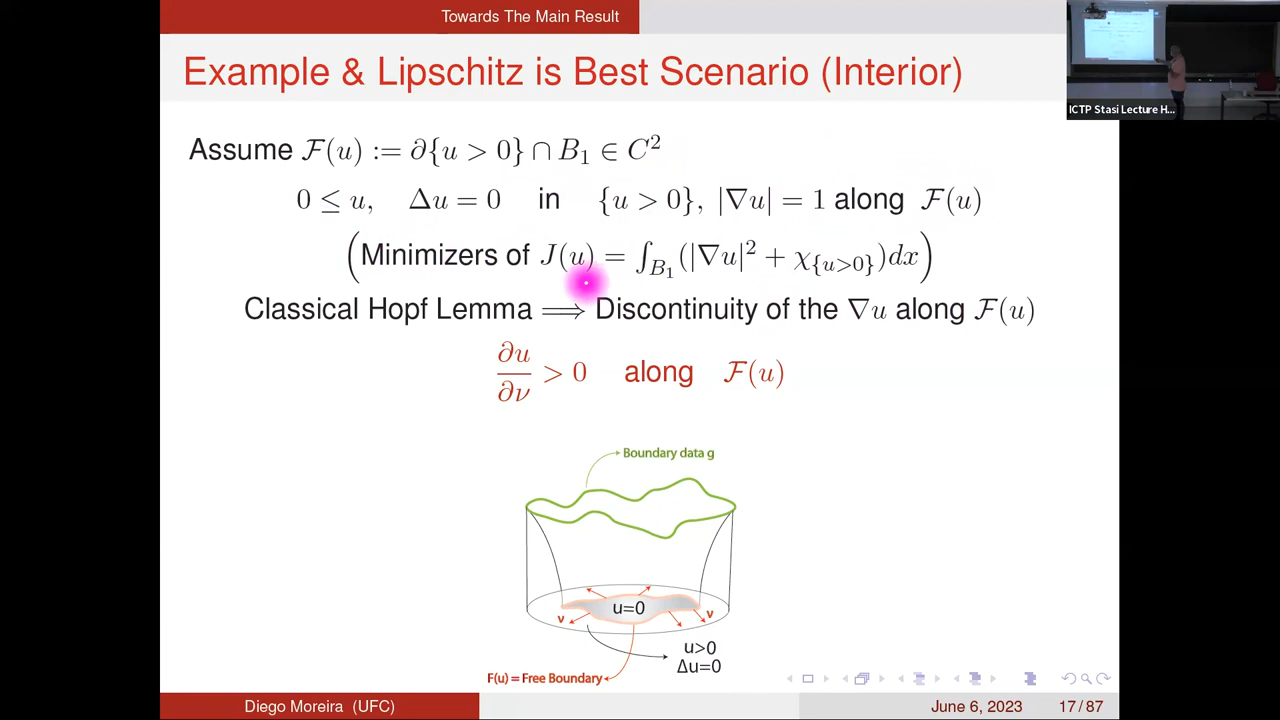 Towards The Main Result
ICTP Stasi Lecture H...
Example & Lipschitz is Best Scenario (Interior)
Assume F(u) := ∂{u > 0} ∩ B₁ ∈ C²
0 ≤ u, Δu = 0 in {u > 0}, |∇u| = 1 along F(u)
(Minimizers of J(u) = ∫_{B₁} (|∇u|² + χ_{u>0})dx)
Classical Hopf Lemma ⟹ Discontinuity of the ∇u along F(u)
∂u/∂ν > 0 along F(u)
Boundary data g
u=0
ν
ν
u>0
Δu=0
F(u) = Free Boundary
Diego Moreira (UFC)
June 6, 2023
17 / 87